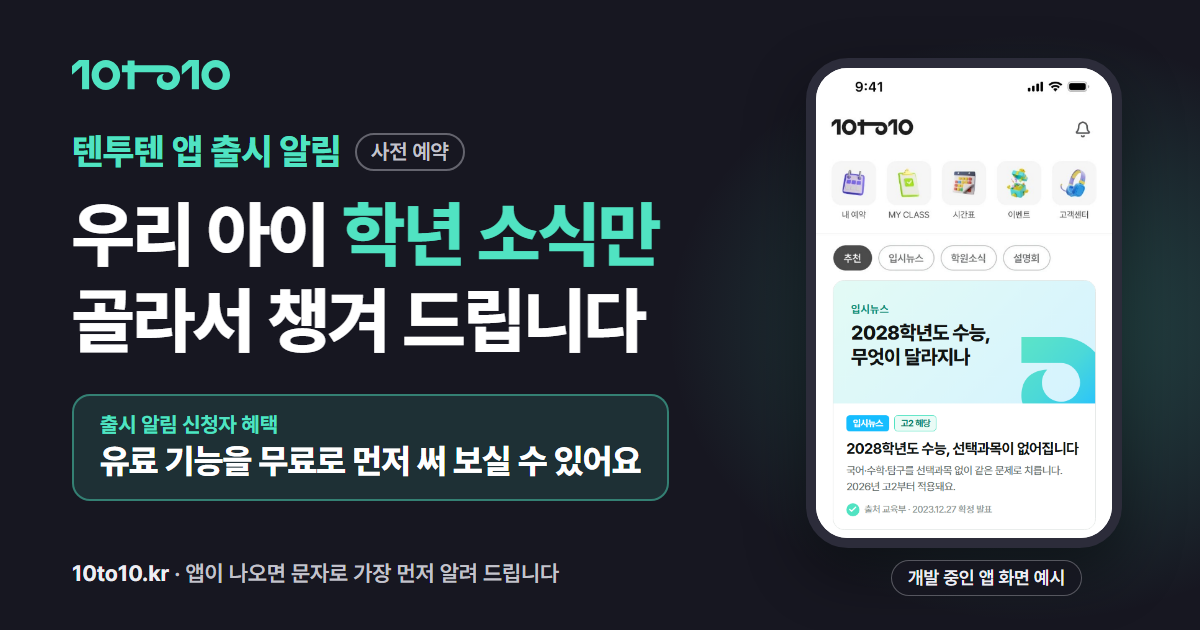 10to10
텐투텐 앱 출시 알림 사전 예약
우리 아이 학년 소식만
골라서 챙겨 드립니다
출시 알림 신청자 혜택
유료 기능을 무료로 먼저 써 보실 수 있어요
10to10.kr · 앱이 나오면 문자로 가장 먼저 알려 드립니다
9:41
10to10
내 예약 MY CLASS 시간표 이벤트 고객센터
추천 입시뉴스 학원소식 설명회
입시뉴스
2028학년도 수능,
무엇이 달라지나
입시뉴스 고2 해당
2028학년도 수능, 선택과목이 없어집니다
국어·수학·탐구를 선택과목 없이 같은 문제로 치릅니다.
2026년 고2부터 적용돼요.
출처 교육부 · 2023.12.27 확정 발표
개발 중인 앱 화면 예시